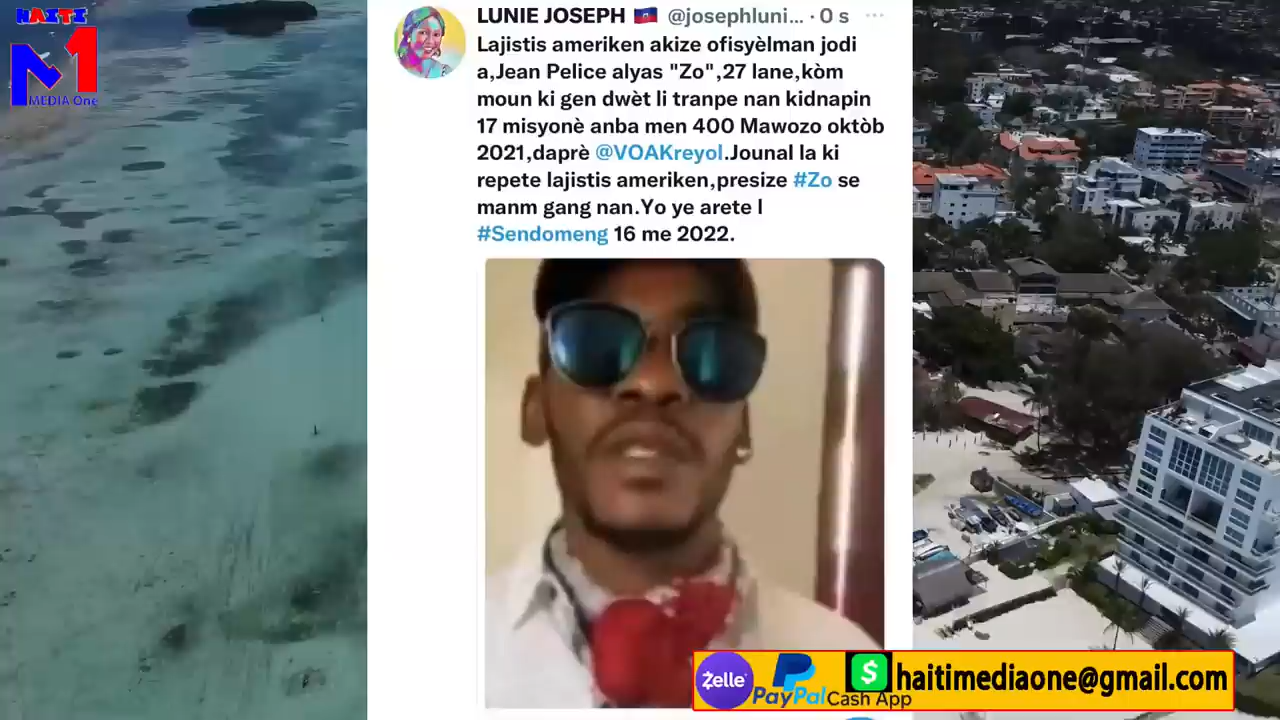 HAITI
M1
MEDIA One
LUNIE JOSEPH 🇭🇹 @josephluni... · 0 s ...
Lajistis ameriken akize ofisyèlman jodi
a,Jean Pelice alyas "Zo",27 lane,kòm
moun ki gen dwèt li tranpe nan kidnapin
17 misyonè anba men 400 Mawozo oktòb
2021,daprè @VOAKreyol.Jounal la ki
repete lajistis ameriken,presize #Zo se
manm gang nan.Yo ye arete l
#Sendomeng 16 me 2022.
Zelle
PayPal
$
Cash App
haitimediaone@gmail.com